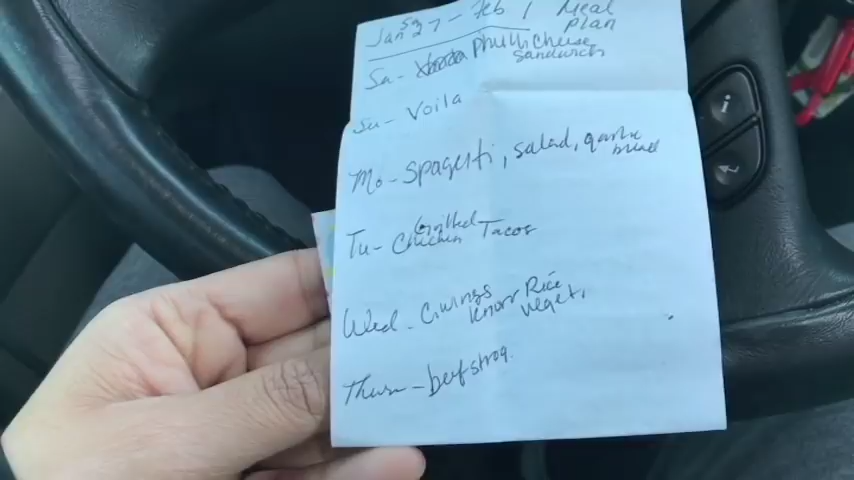 Jan 27 - Feb 1 Meal
Sa plan
Sa - Philli Cheese
sandwich
Su - Voila
Mo - Spagetti, salad, garlic
bread
Tu - Chicken Tacos
Grilled
Wed - C.wings
Knorr Rice
veget.
Thurs - beef strog.
i